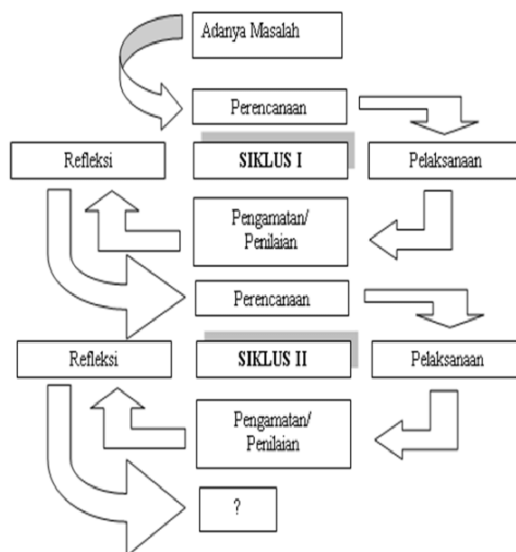 Adanya Masalah
Perencanaan
Refleksi
SIKLUS I
Pelaksanaan
Pengamatan/
Penilaian
Perencanaan
Refleksi
SIKLUS II
Pelaksanaan
Pengamatan/
Penilaian
?